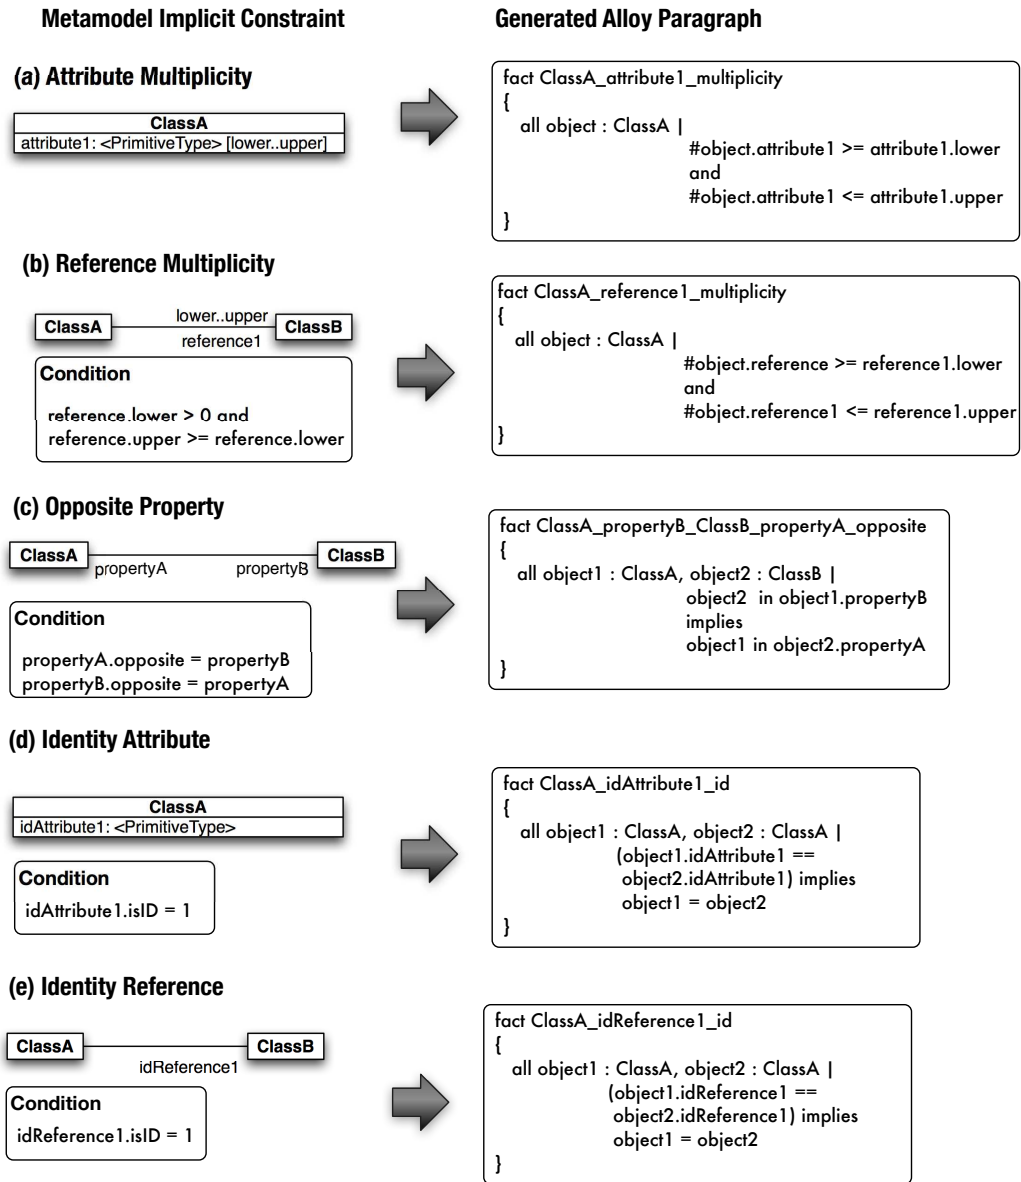 Metamodel Implicit Constraint
Generated Alloy Paragraph
(a) Attribute Multiplicity
ClassA
attribute1: <PrimitiveType> [lower..upper]
fact ClassA_attribute1_multiplicity
{
all object : ClassA |
#object.attribute1 >= attribute1.lower
and
#object.attribute1 <= attribute1.upper
}
(b) Reference Multiplicity
ClassA
lower..upper
reference1
ClassB
Condition
reference.lower > 0 and
reference.upper >= reference.lower
fact ClassA_reference1_multiplicity
{
all object : ClassA |
#object.reference >= reference1.lower
and
#object.reference1 <= reference1.upper
}
(c) Opposite Property
ClassA
propertyA
propertyB
ClassB
Condition
propertyA.opposite = propertyB
propertyB.opposite = propertyA
fact ClassA_propertyB_ClassB_propertyA_opposite
{
all object1 : ClassA, object2 : ClassB |
object2 in object1.propertyB
implies
object1 in object2.propertyA
}
(d) Identity Attribute
ClassA
idAttribute1: <PrimitiveType>
Condition
idAttribute1.isID = 1
fact ClassA_idAttribute1_id
{
all object1 : ClassA, object2 : ClassA |
(object1.idAttribute1 ==
object2.idAttribute1) implies
object1 = object2
}
(e) Identity Reference
ClassA
idReference1
ClassB
Condition
idReference1.isID = 1
fact ClassA_idReference1_id
{
all object1 : ClassA, object2 : ClassA |
(object1.idReference1 ==
object2.idReference1) implies
object1 = object2
}